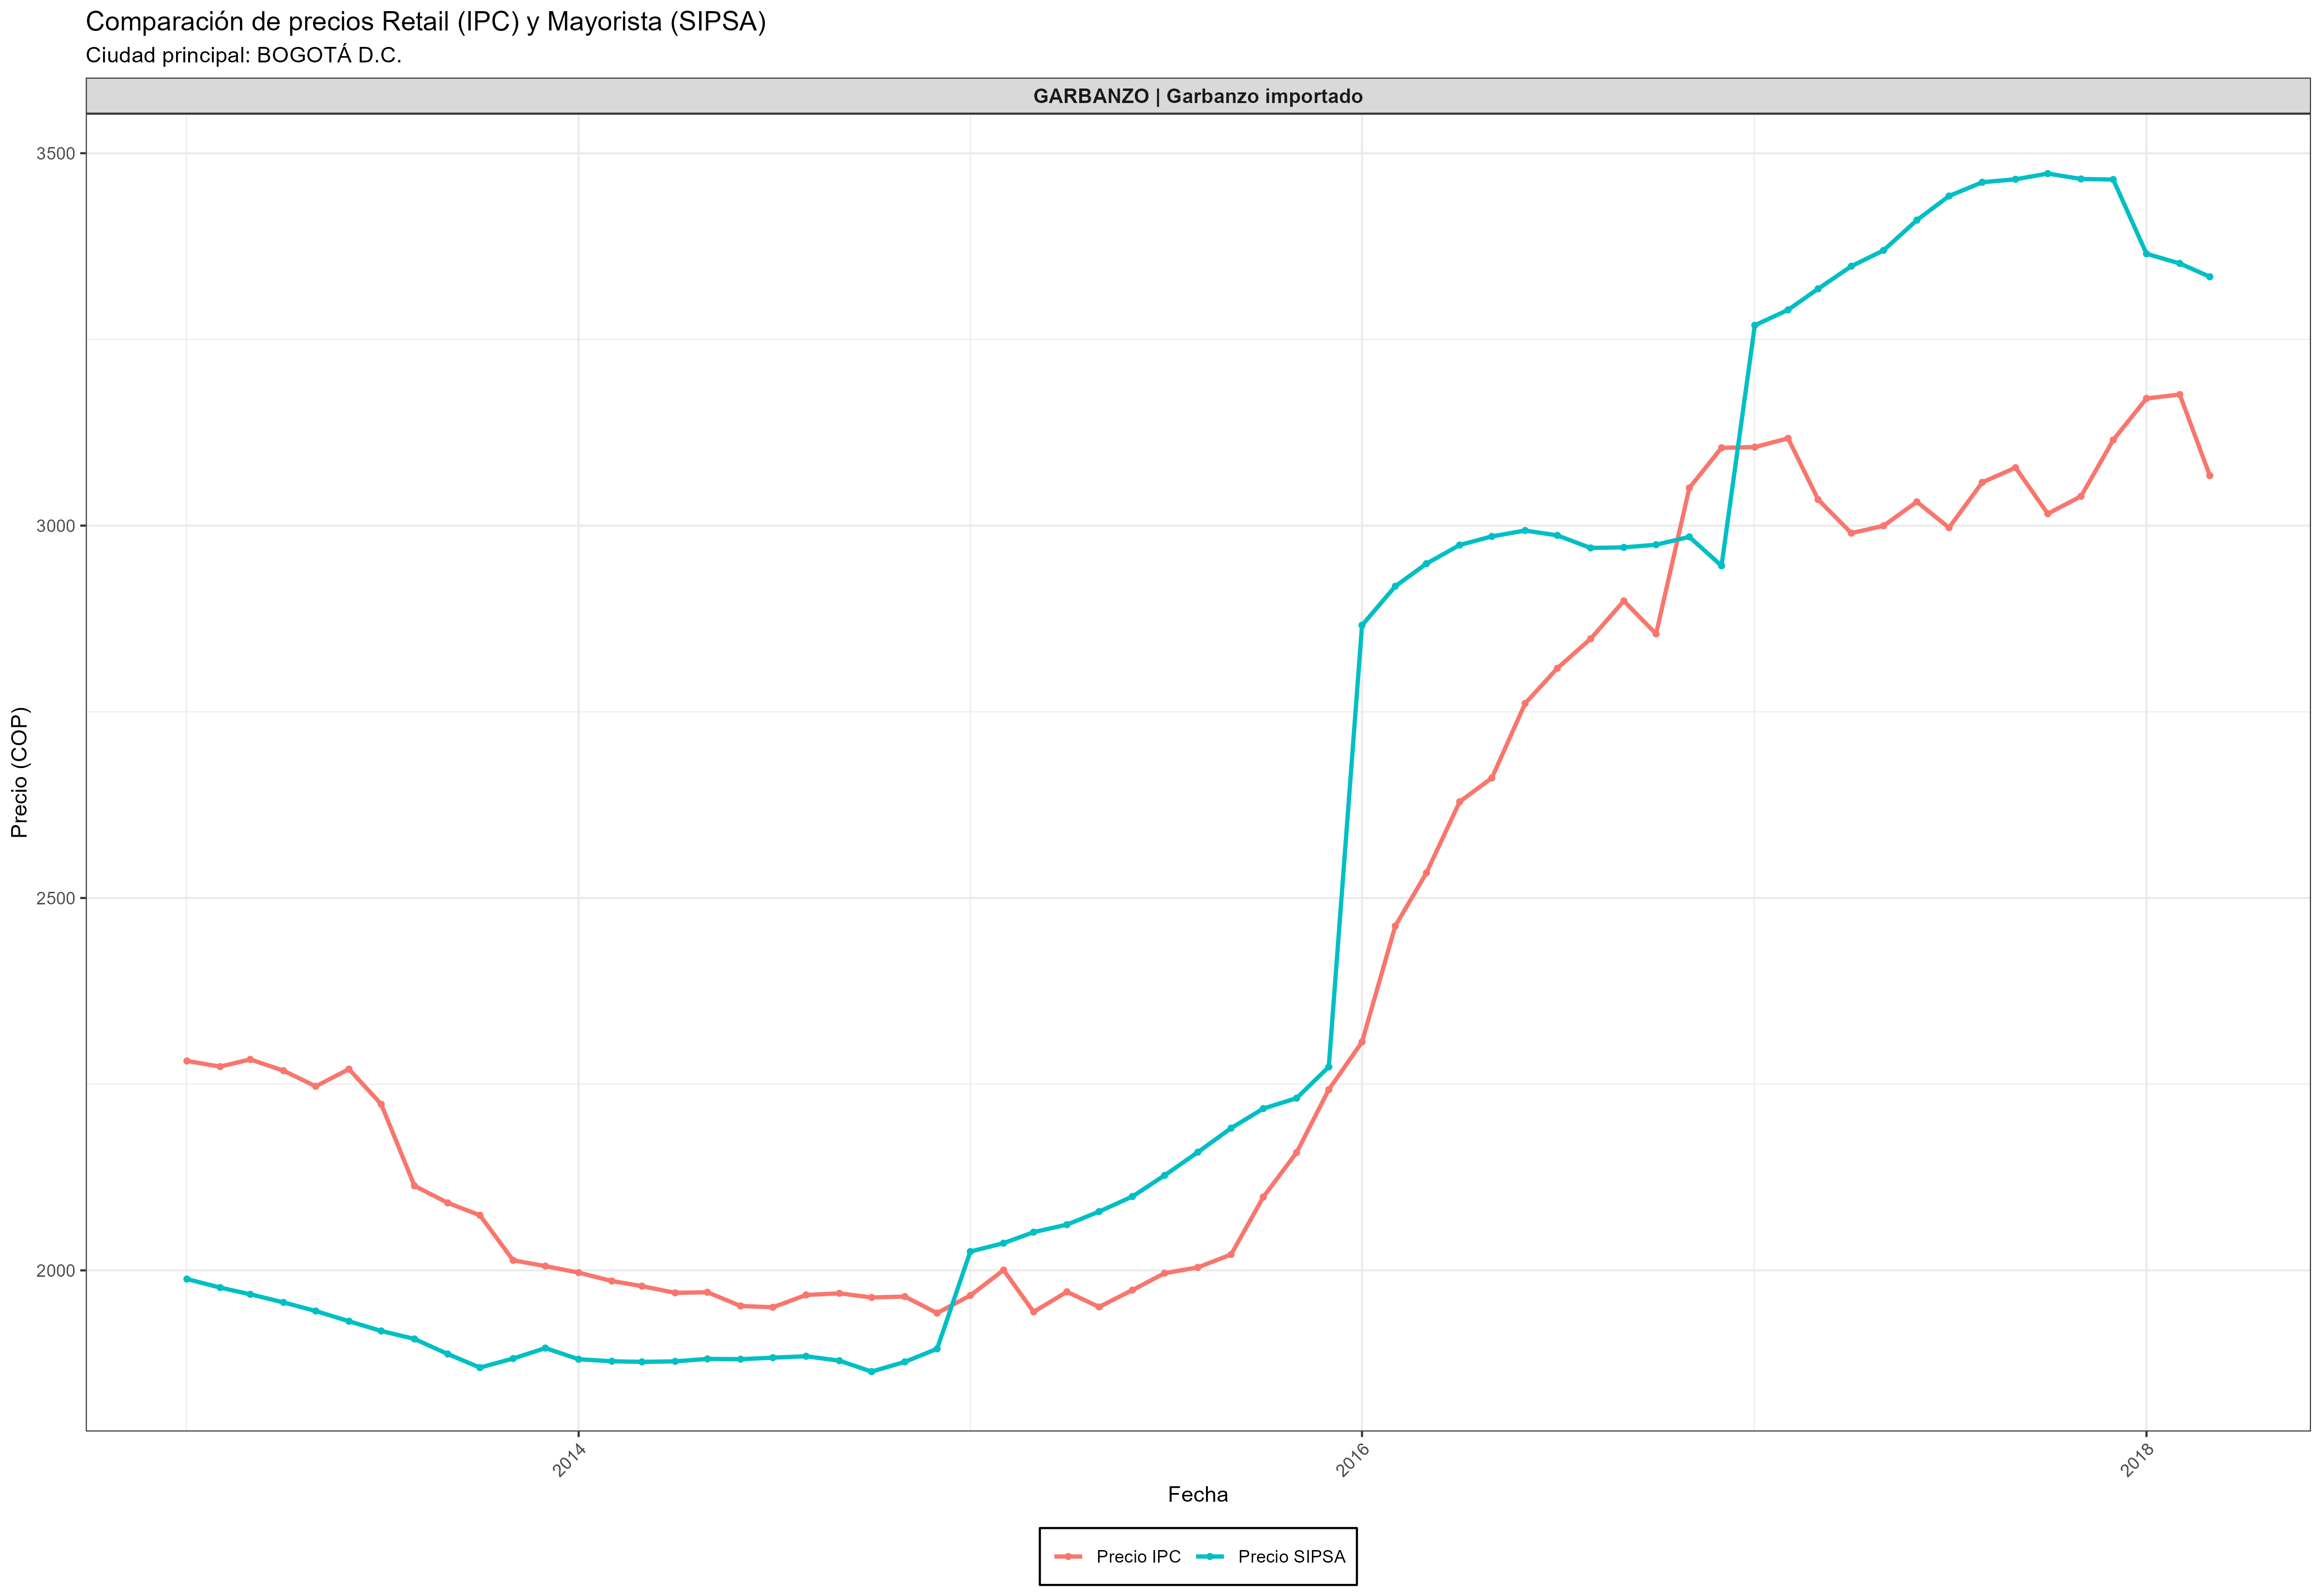 Comparación de precios Retail (IPC) y Mayorista (SIPSA)
Ciudad principal: BOGOTÁ D.C.
GARBANZO | Garbanzo importado
3500
3000
2500
2000
Precio (COP)
2014
2016
2018
Fecha
Precio IPC
Precio SIPSA